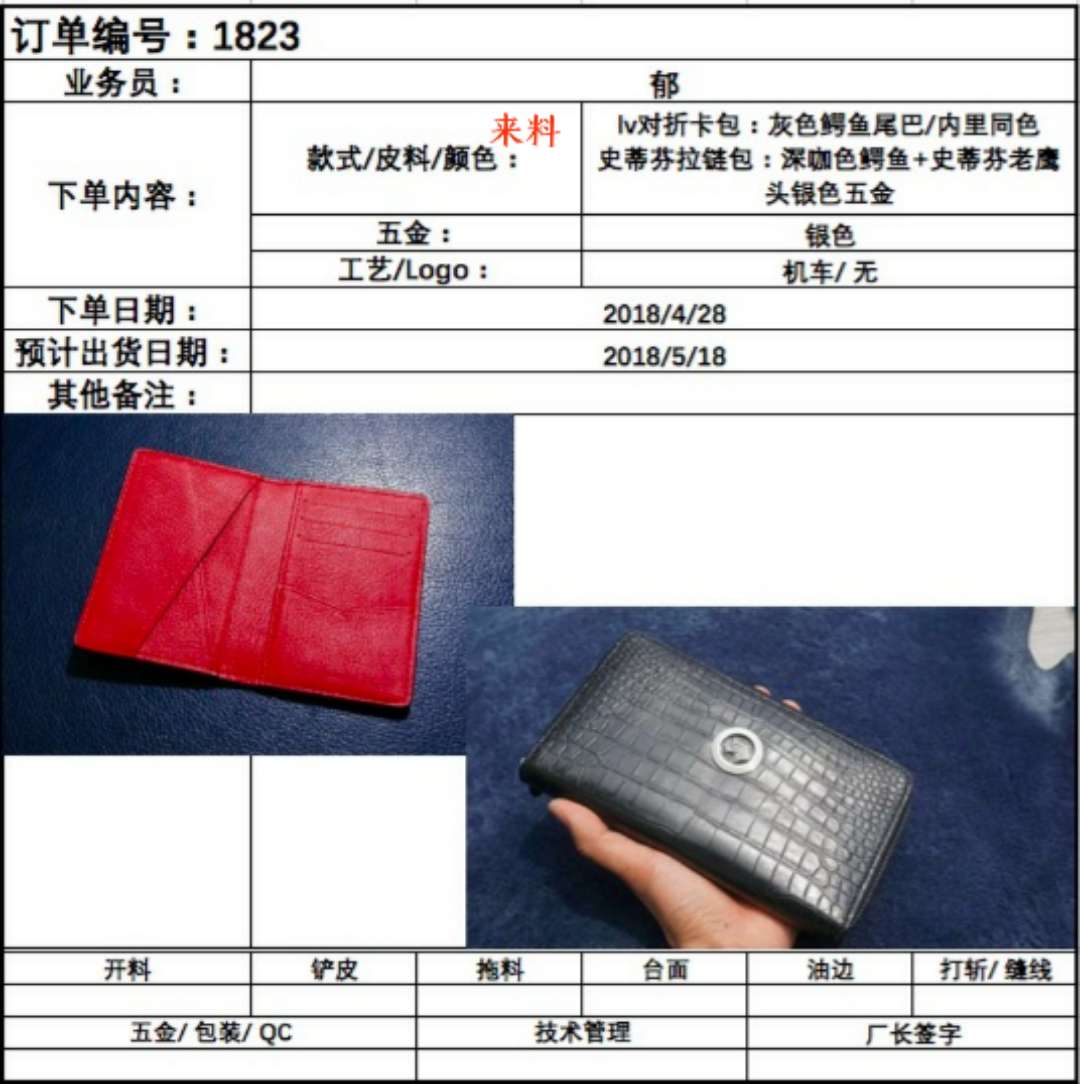 订单编号：1823
业务员：
郁
下单内容：
款式/皮料/颜色：
来料
lv对折卡包：灰色鳄鱼尾巴/内里同色
史蒂芬拉链包：深咖色鳄鱼+史蒂芬老鹰
头银色五金
五金：
银色
工艺/Logo：
机车/ 无
下单日期：
2018/4/28
预计出货日期：
2018/5/18
其他备注：
开料
铲皮
拖料
台面
油边
打斩/ 缝线
五金/ 包装/ QC
技术管理
厂长签字